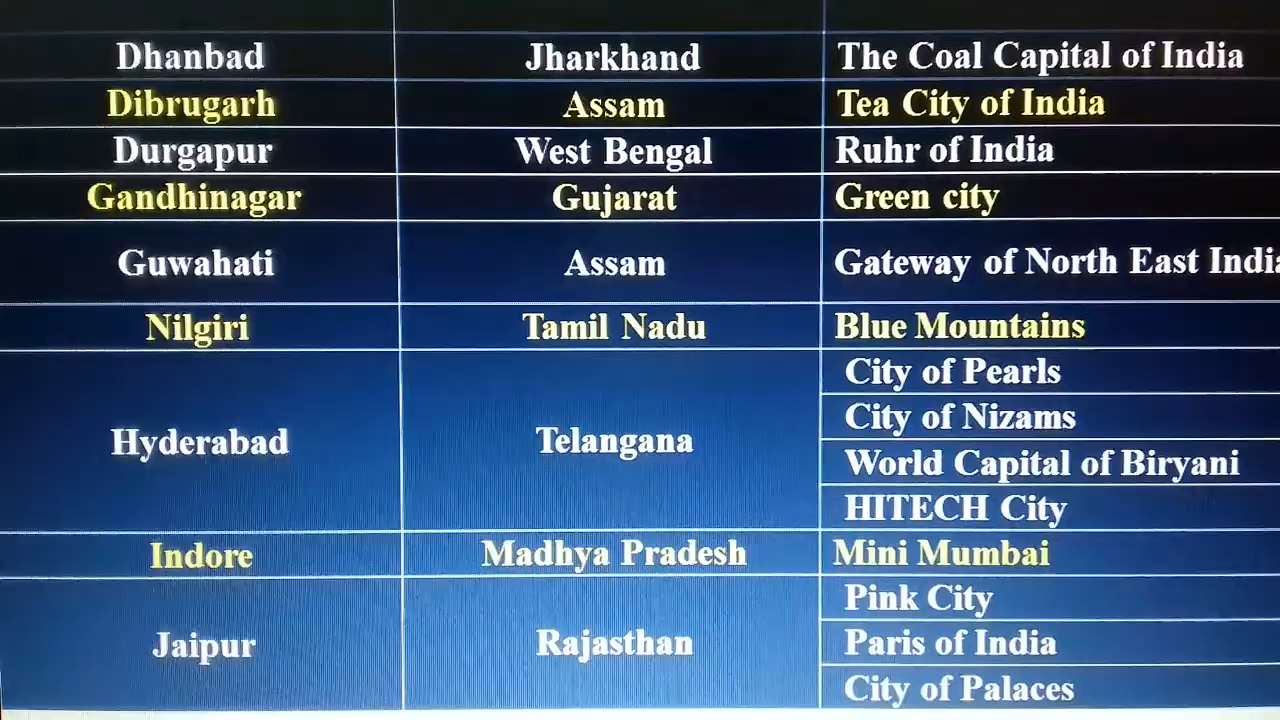 Dhanbad Jharkhand The Coal Capital of India
Dibrugarh Assam Tea City of India
Durgapur West Bengal Ruhr of India
Gandhinagar Gujarat Green city
Guwahati Assam Gateway of North East India
Nilgiri Tamil Nadu Blue Mountains
City of Pearls
City of Nizams
Hyderabad Telangana
World Capital of Biryani
HITECH City
Indore Madhya Pradesh Mini Mumbai
Pink City
Jaipur Rajasthan Paris of India
City of Palaces